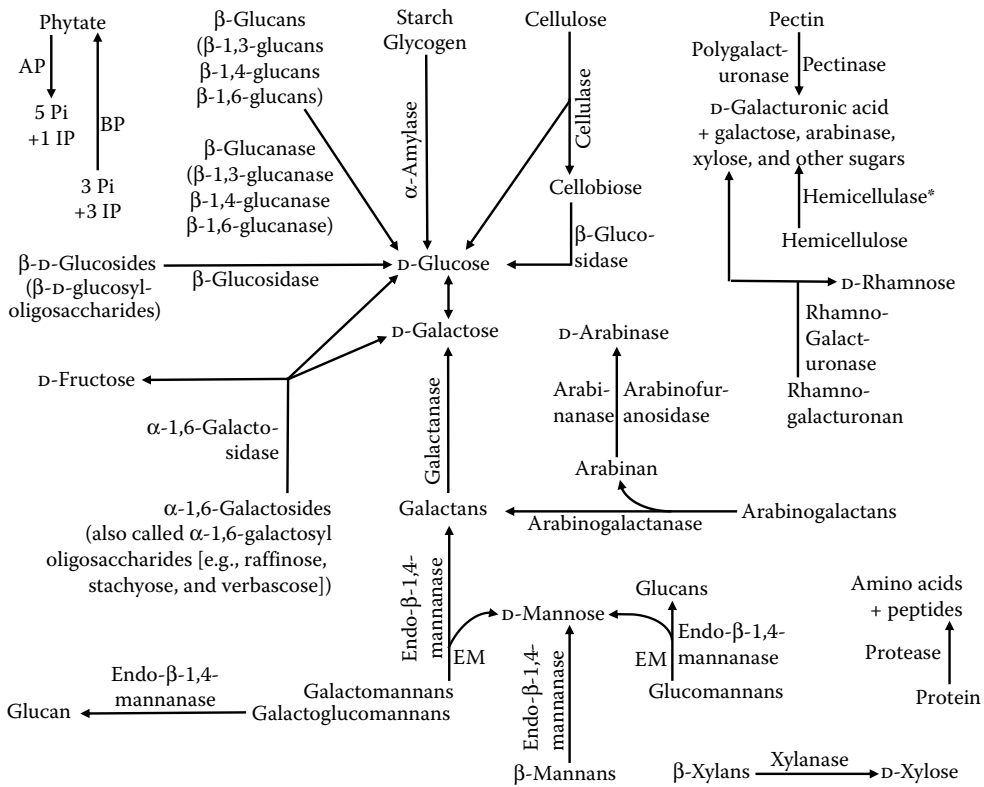 Phytate
AP
5 Pi
+1 IP
BP
3 Pi
+3 IP
β-Glucans
(β-1,3-glucans
β-1,4-glucans
β-1,6-glucans)
β-Glucanase
(β-1,3-glucanase
β-1,4-glucanase
β-1,6-glucanase)
Starch
Glycogen
α-Amylase
Cellulose
Cellulase
Cellobiose
β-Gluco-
sidase
Pectin
Polygalact-
uronase
Pectinase
D-Galacturonic acid
+ galactose, arabinase,
xylose, and other sugars
Hemicellulase*
Hemicellulose
β-D-Glucosides
(β-D-glucosyl-
oligosaccharides)
β-Glucosidase
D-Glucose
D-Galactose
D-Rhamnose
Rhamno-
Galact-
uronase
Rhamno-
galacturonan
D-Fructose
α-1,6-Galacto-
sidase
α-1,6-Galactosides
(also called α-1,6-galactosyl
oligosaccharides [e.g., raffinose,
stachyose, and verbascose])
Galactanase
Galactans
D-Arabinase
Arabi-
nanase
Arabinofur-
anosidase
Arabinan
Arabinogalactanase
Arabinogalactans
Endo-β-1,4-
mannanase
EM
D-Mannose
Glucans
Endo-β-1,4-
mannanase
EM
Glucomannans
Amino acids
+ peptides
Protease
Protein
Endo-β-1,4-
mannanase
Glucan
Galactomannans
Galactoglucomannans
Endo-β-1,4-
mannanase
β-Mannans
β-Xylans
Xylanase
D-Xylose